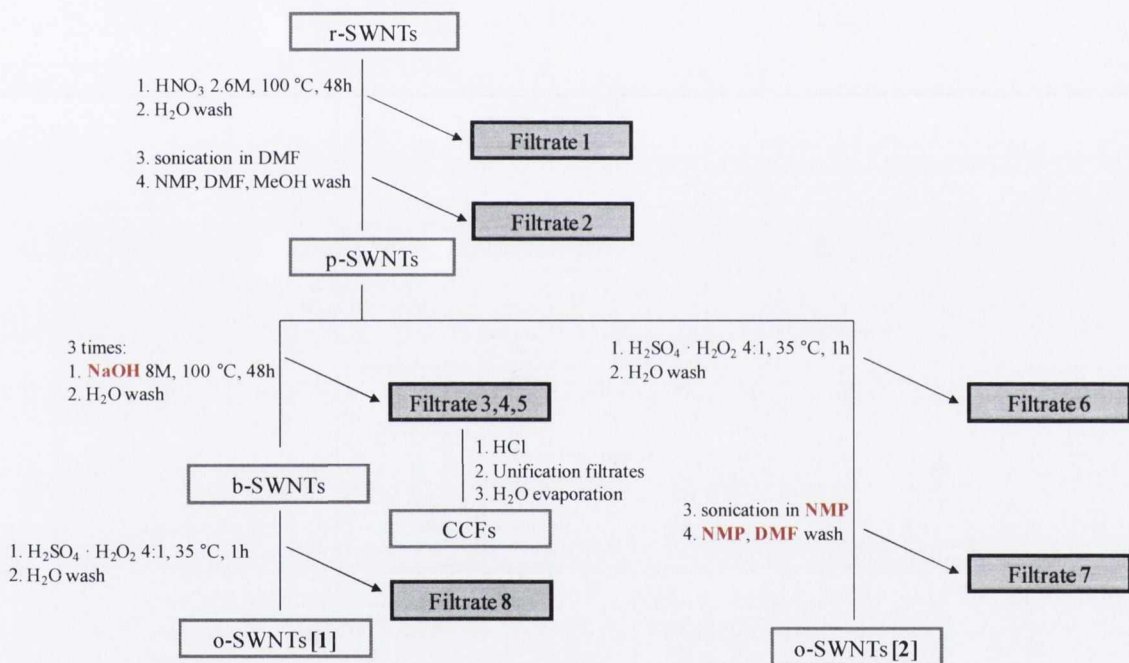 r-SWNTs
1. HNO₃ 2.6M, 100 °C, 48h
2. H₂O wash
Filtrate 1
3. sonication in DMF
4. NMP, DMF, MeOH wash
Filtrate 2
p-SWNTs
3 times:
1. NaOH 8M, 100 °C, 48h
2. H₂O wash
Filtrate 3,4,5
1. HCl
2. Unification filtrates
3. H₂O evaporation
b-SWNTs
CCFs
1. H₂SO₄ · H₂O₂ 4:1, 35 °C, 1h
2. H₂O wash
Filtrate 8
o-SWNTs [1]
1. H₂SO₄ · H₂O₂ 4:1, 35 °C, 1h
2. H₂O wash
Filtrate 6
3. sonication in NMP
4. NMP, DMF wash
Filtrate 7
o-SWNTs [2]